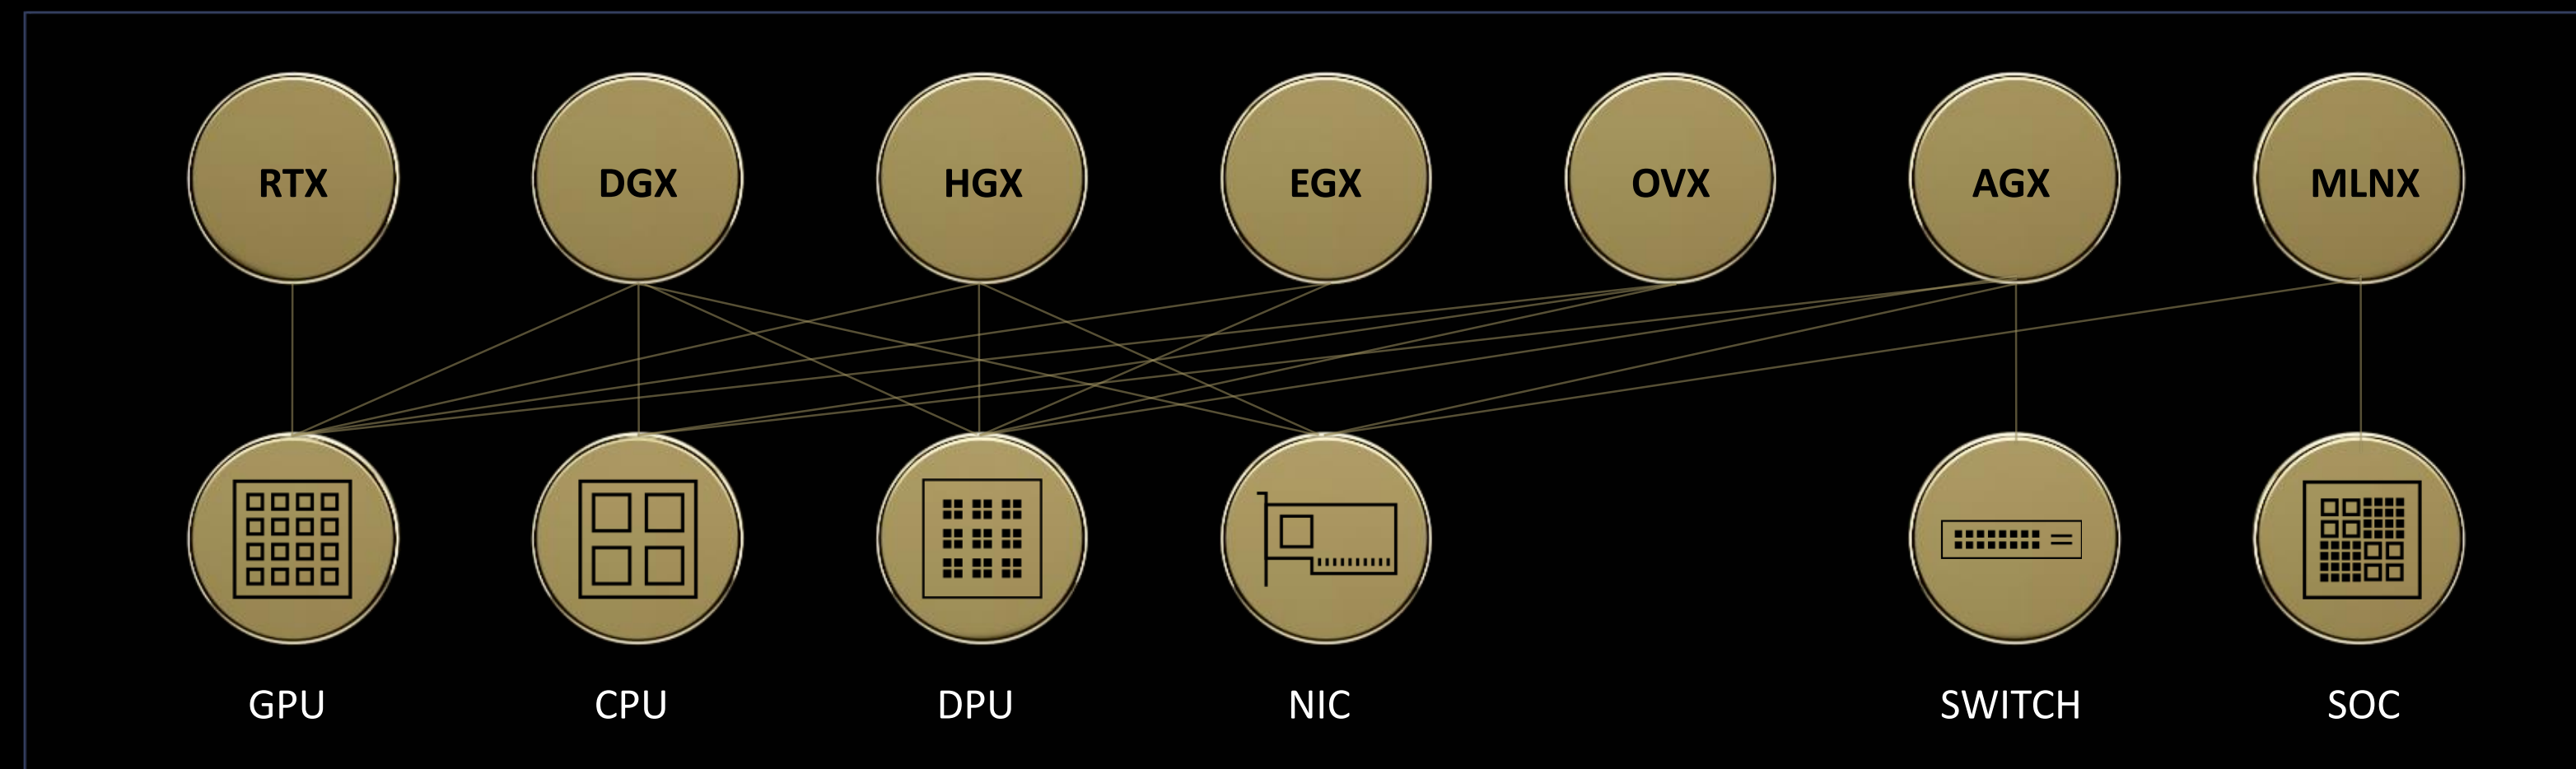 RTX DGX HGX EGX OVX AGX MLNX
GPU CPU DPU NIC SWITCH SOC